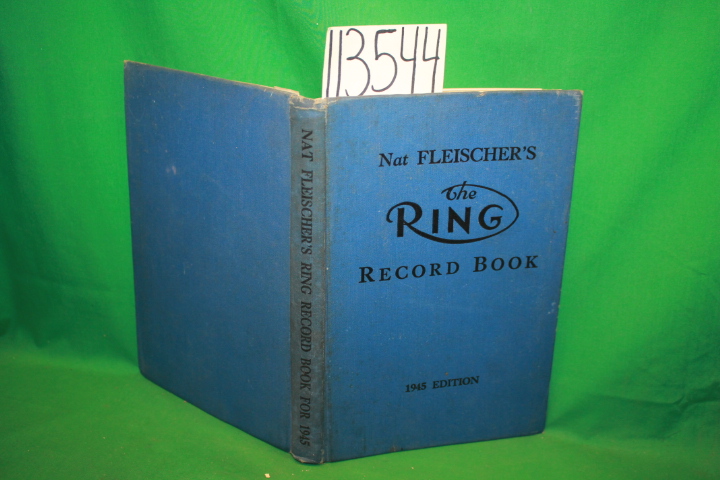 113544
NAT FLEISCHER'S RING RECORD BOOK FOR 1945
Nat FLEISCHER'S
The
RING
RECORD BOOK
1945 EDITION